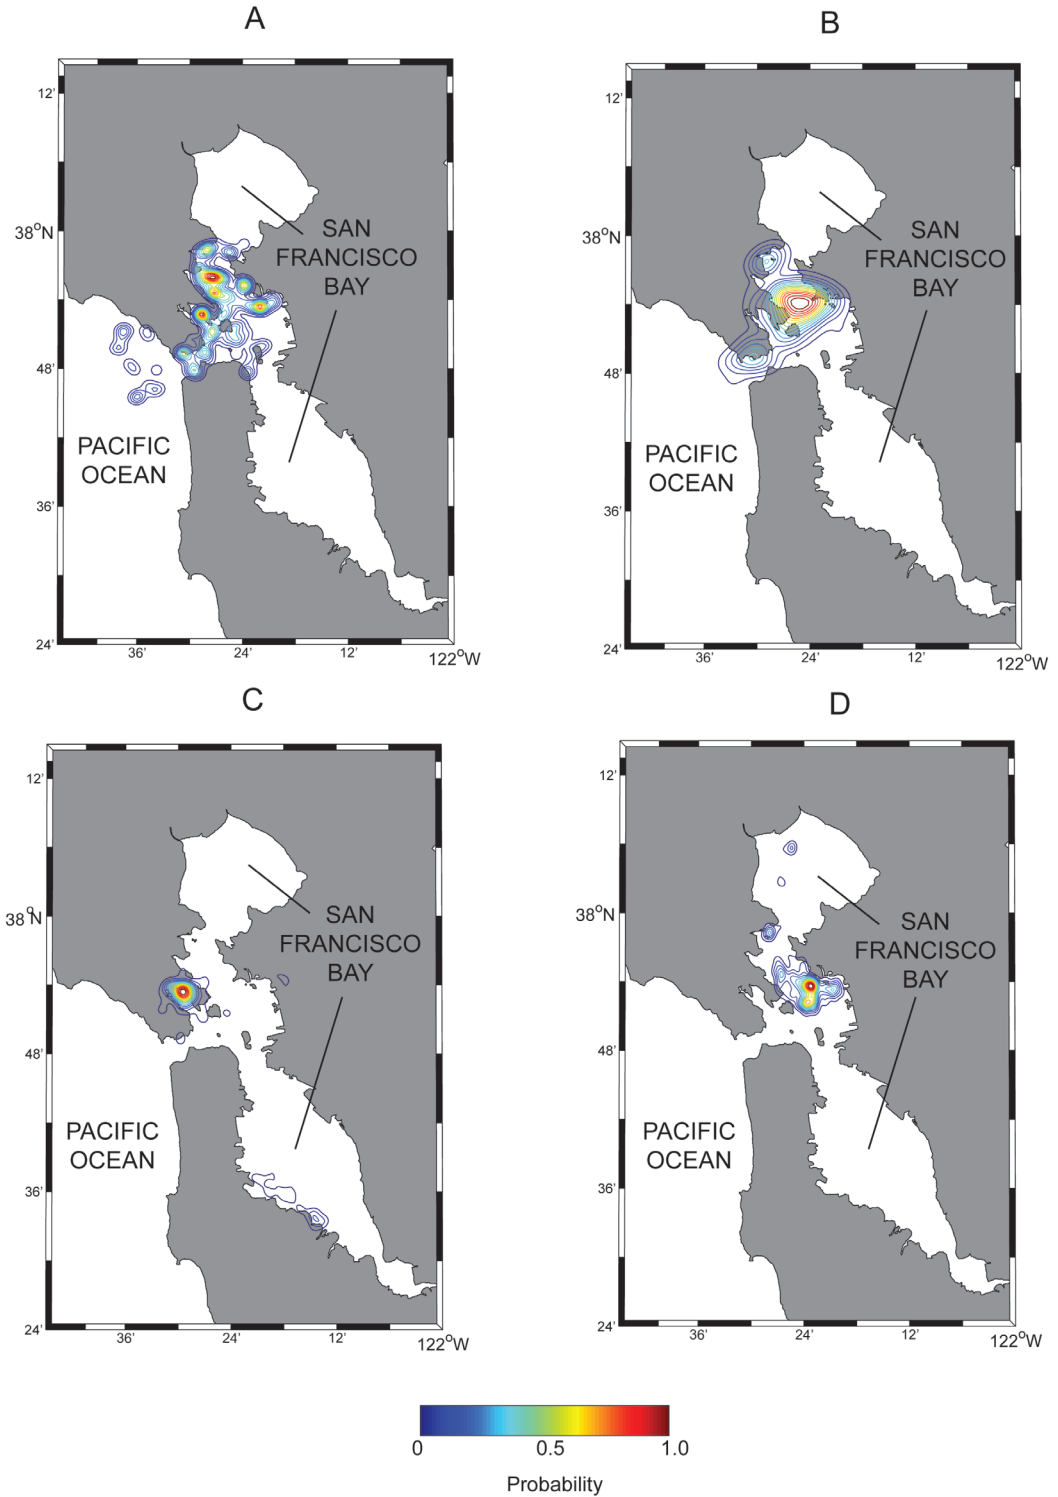 A
12'
38°N
48'
36'
24'
36'
24'
12'
122°W
SAN
FRANCISCO
BAY
PACIFIC
OCEAN
B
12'
38°N
48'
36'
24'
36'
24'
12'
122°W
SAN
FRANCISCO
BAY
PACIFIC
OCEAN
C
12'
38°N
48'
36'
24'
36'
24'
12'
122°W
SAN
FRANCISCO
BAY
PACIFIC
OCEAN
D
12'
38°N
48'
36'
24'
36'
24'
12'
122°W
SAN
FRANCISCO
BAY
PACIFIC
OCEAN
0 0.5 1.0
Probability